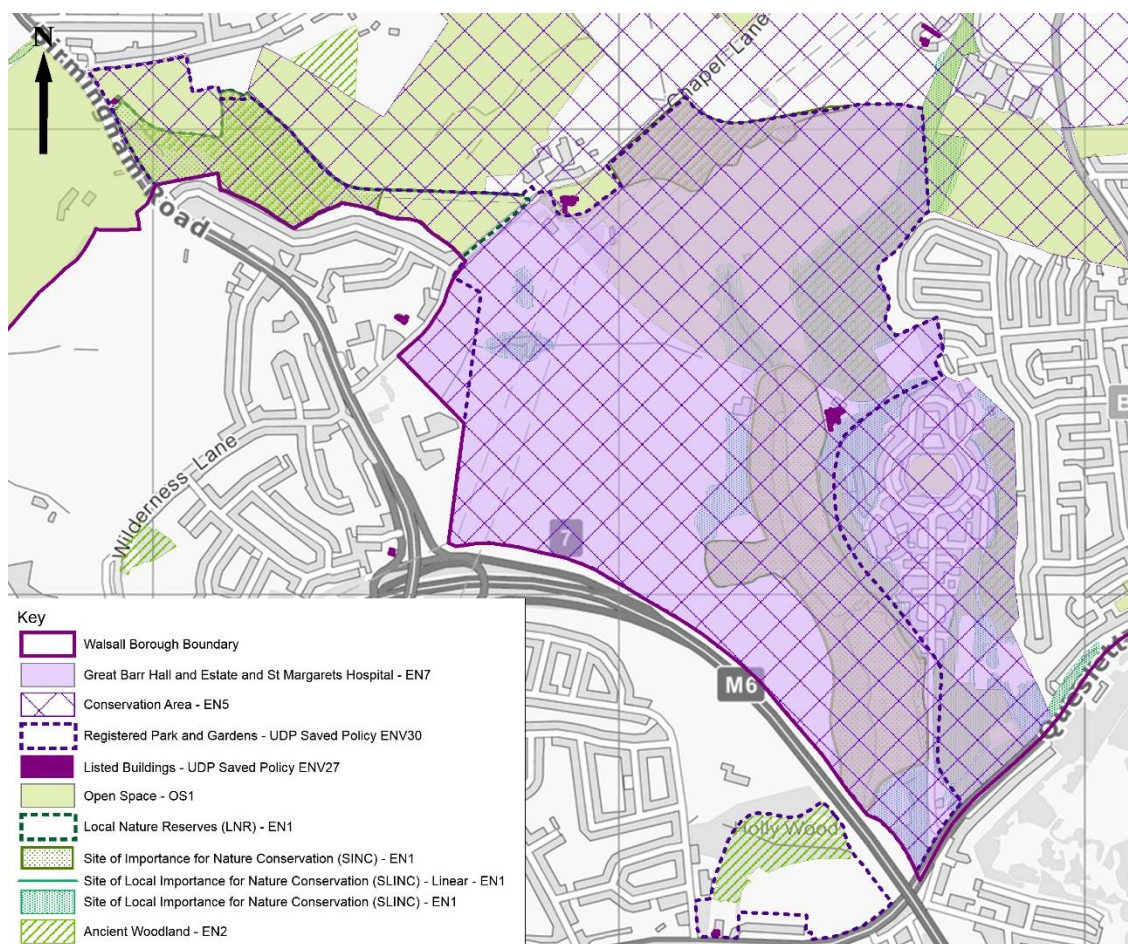 N
Birmingham Road
Chapel Lane
B
Wilderness Lane
7
M6
Holly Wood
Key
Walsall Borough Boundary
Great Barr Hall and Estate and St Margarets Hospital - EN7
Conservation Area - EN5
Registered Park and Gardens - UDP Saved Policy ENV30
Listed Buildings - UDP Saved Policy ENV27
Open Space - OS1
Local Nature Reserves (LNR) - EN1
Site of Importance for Nature Conservation (SINC) - EN1
Site of Local Importance for Nature Conservation (SLINC) - Linear - EN1
Site of Local Importance for Nature Conservation (SLINC) - EN1
Ancient Woodland - EN2